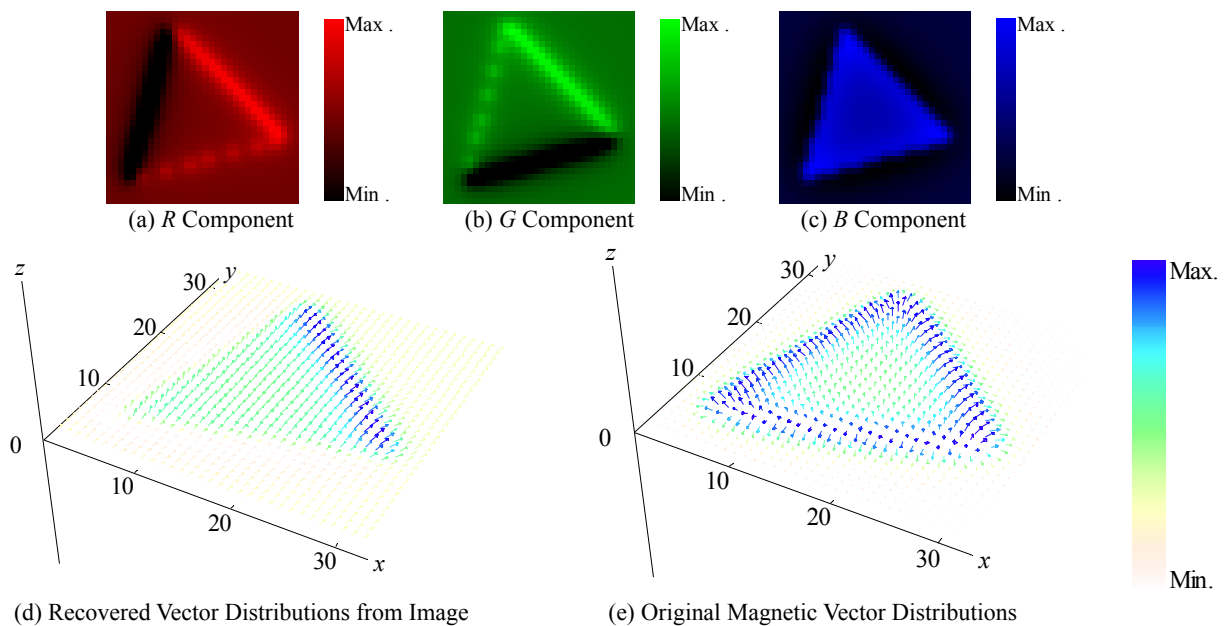 Max .
Min .
(a) R Component
Max .
Min .
(b) G Component
Max .
Min .
(c) B Component
z
y
30
20
10
0
10
20
30
x
(d) Recovered Vector Distributions from Image
z
y
30
20
10
0
10
20
30
x
(e) Original Magnetic Vector Distributions
Max.
Min.